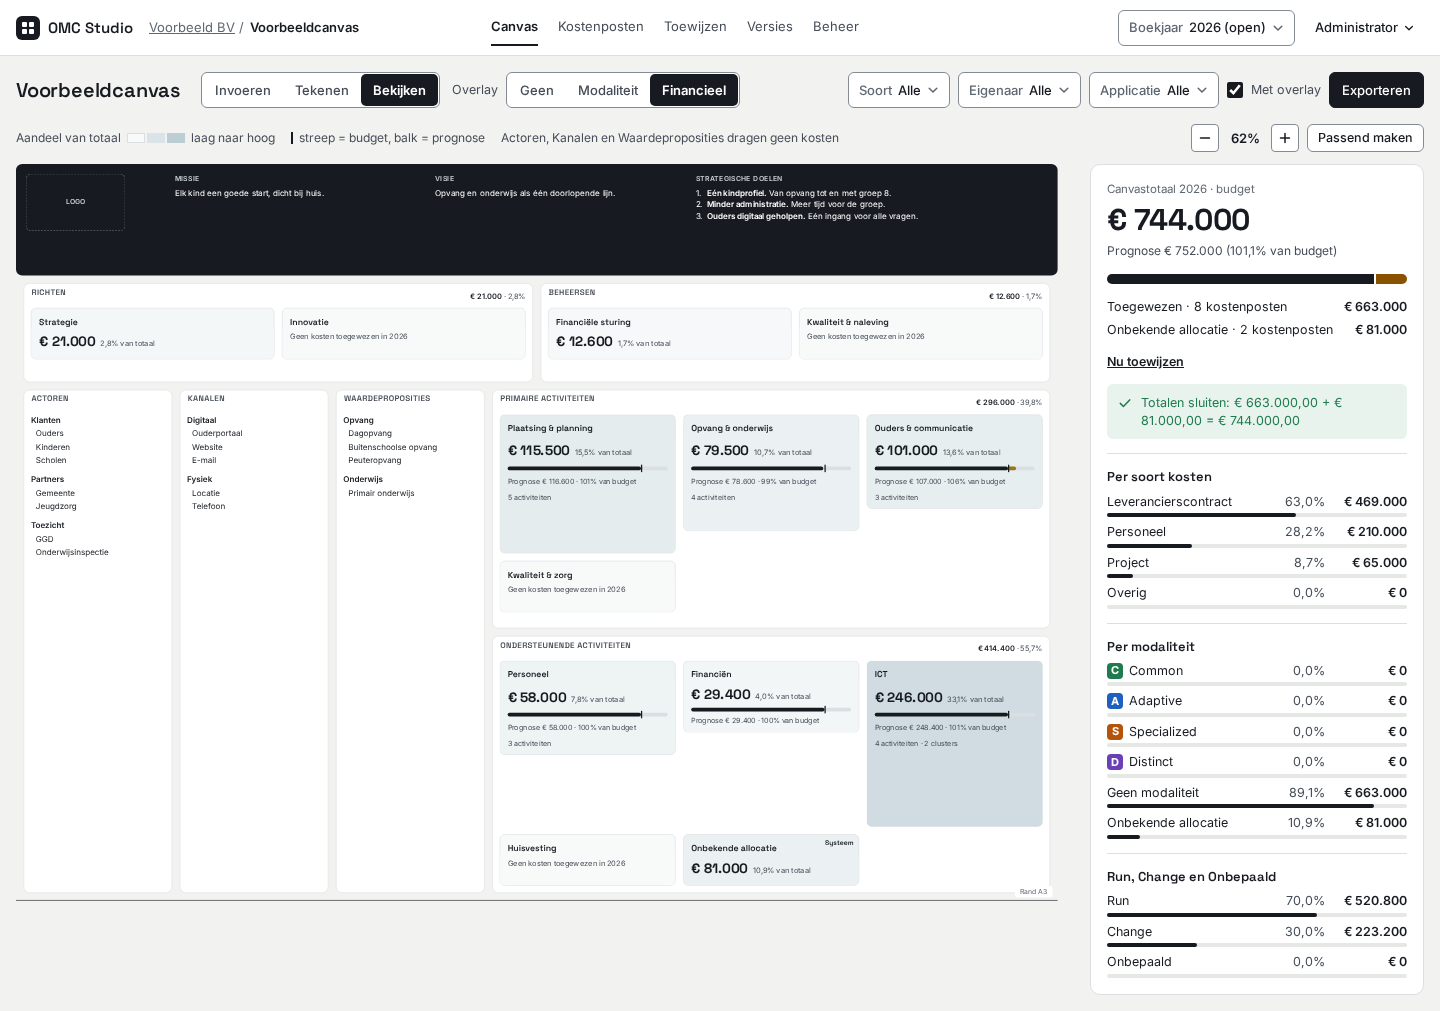 OMC Studio Voorbeeld BV / Voorbeeldcanvas Canvas Kostenposten Toewijzen Versies Beheer Boekjaar 2026 (open) Administrator
Voorbeeldcanvas Invoeren Tekenen Bekijken Overlay Geen Modaliteit Financieel Soort Alle Eigenaar Alle Applicatie Alle Met overlay Exporteren
Aandeel van totaal laag naar hoog streep = budget, balk = prognose Actoren, Kanalen en Waardeproposities dragen geen kosten 62% Passend maken
LOGO
MISSIE
Elk kind een goede start, dicht bij huis.
VISIE
Opvang en onderwijs als één doorlopende lijn.
STRATEGISCHE DOELEN
1. Eén kindprofiel. Van opvang tot en met groep 8.
2. Minder administratie. Meer tijd voor de groep.
3. Ouders digitaal geholpen. Eén ingang voor alle vragen.
RICHTEN € 21.000 · 2,8%
Strategie
€ 21.000 2,8% van totaal
Innovatie
Geen kosten toegewezen in 2026
BEHEERSEN € 12.600 · 1,7%
Financiële sturing
€ 12.600 1,7% van totaal
Kwaliteit & naleving
Geen kosten toegewezen in 2026
ACTOREN
Klanten
Ouders
Kinderen
Scholen
Partners
Gemeente
Jeugdzorg
Toezicht
GGD
Onderwijsinspectie
KANALEN
Digitaal
Ouderportaal
Website
E-mail
Fysiek
Locatie
Telefoon
WAARDEPROPOSITIES
Opvang
Dagopvang
Buitenschoolse opvang
Peuteropvang
Onderwijs
Primair onderwijs
PRIMAIRE ACTIVITEITEN € 296.000 · 39,8%
Plaatsing & planning
€ 115.500 15,5% van totaal
Prognose € 116.600 · 101% van budget
5 activiteiten
Opvang & onderwijs
€ 79.500 10,7% van totaal
Prognose € 78.600 · 99% van budget
4 activiteiten
Ouders & communicatie
€ 101.000 13,6% van totaal
Prognose € 107.000 · 106% van budget
3 activiteiten
Kwaliteit & zorg
Geen kosten toegewezen in 2026
ONDERSTEUNENDE ACTIVITEITEN € 414.400 · 55,7%
Personeel
€ 58.000 7,8% van totaal
Prognose € 58.000 · 100% van budget
3 activiteiten
Financiën
€ 29.400 4,0% van totaal
Prognose € 29.400 · 100% van budget
ICT
€ 246.000 33,1% van totaal
Prognose € 248.400 · 101% van budget
4 activiteiten · 2 clusters
Huisvesting
Geen kosten toegewezen in 2026
Onbekende allocatie Systeem
€ 81.000 10,9% van totaal
Rand A3
Canvastotaal 2026 · budget
€ 744.000
Prognose € 752.000 (101,1% van budget)
Toegewezen · 8 kostenposten € 663.000
Onbekende allocatie · 2 kostenposten € 81.000
Nu toewijzen
Totalen sluiten: € 663.000,00 + €
81.000,00 = € 744.000,00
Per soort kosten
Leverancierscontract 63,0% € 469.000
Personeel 28,2% € 210.000
Project 8,7% € 65.000
Overig 0,0% € 0
Per modaliteit
C Common 0,0% € 0
A Adaptive 0,0% € 0
S Specialized 0,0% € 0
D Distinct 0,0% € 0
Geen modaliteit 89,1% € 663.000
Onbekende allocatie 10,9% € 81.000
Run, Change en Onbepaald
Run 70,0% € 520.800
Change 30,0% € 223.200
Onbepaald 0,0% € 0